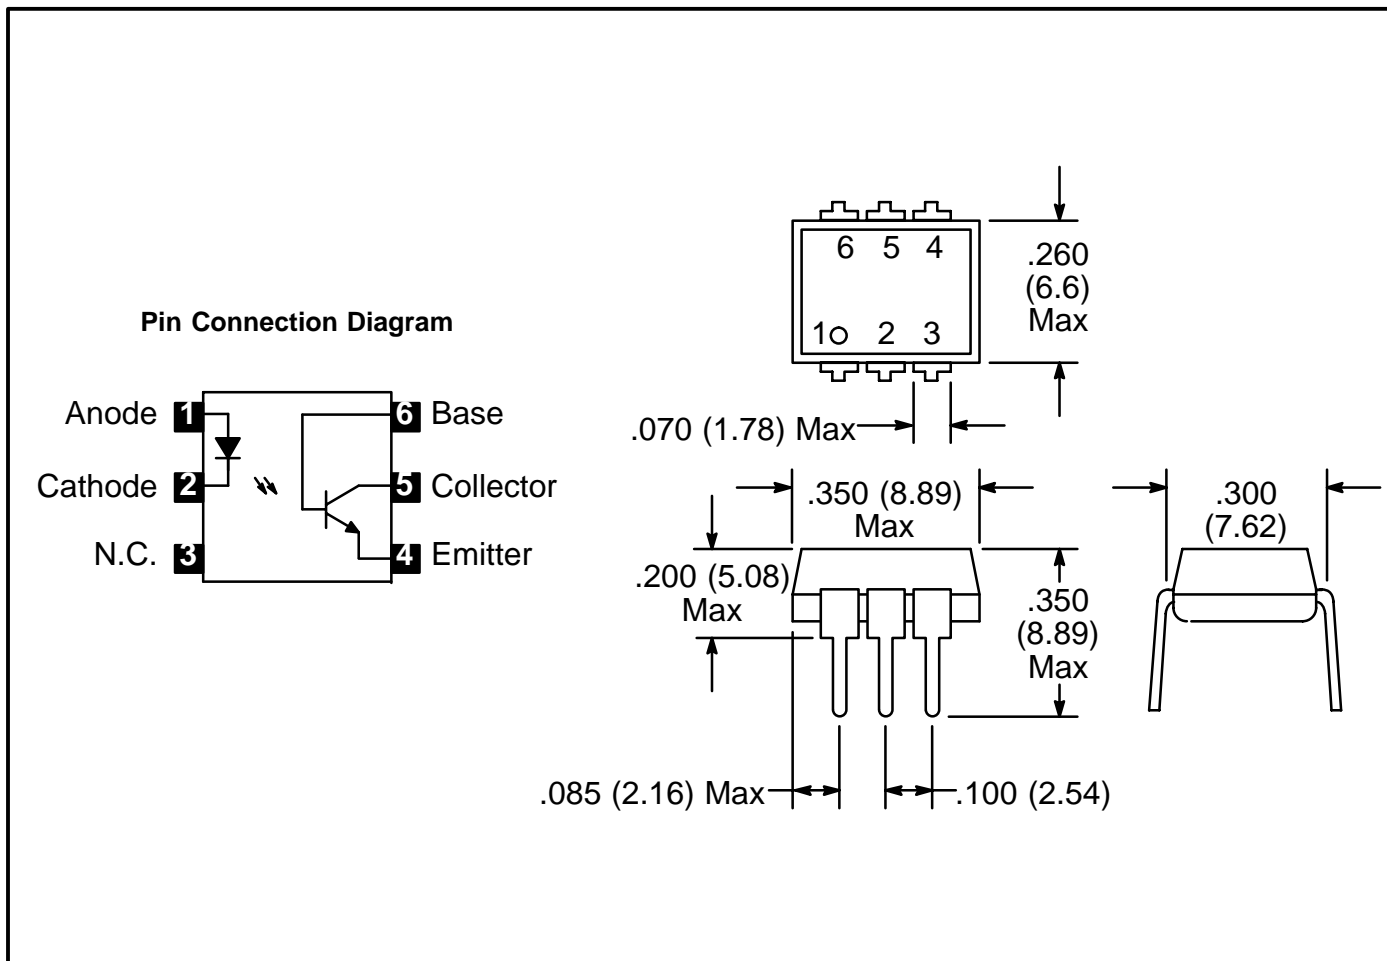 Pin Connection Diagram
Anode 1
6 Base
Cathode 2
5 Collector
N.C. 3
4 Emitter
6 5 4
1 2 3
.260
(6.6)
Max
.070 (1.78) Max
.350 (8.89)
Max
.300
(7.62)
.200 (5.08)
Max
.350
(8.89)
Max
.085 (2.16) Max
.100 (2.54)